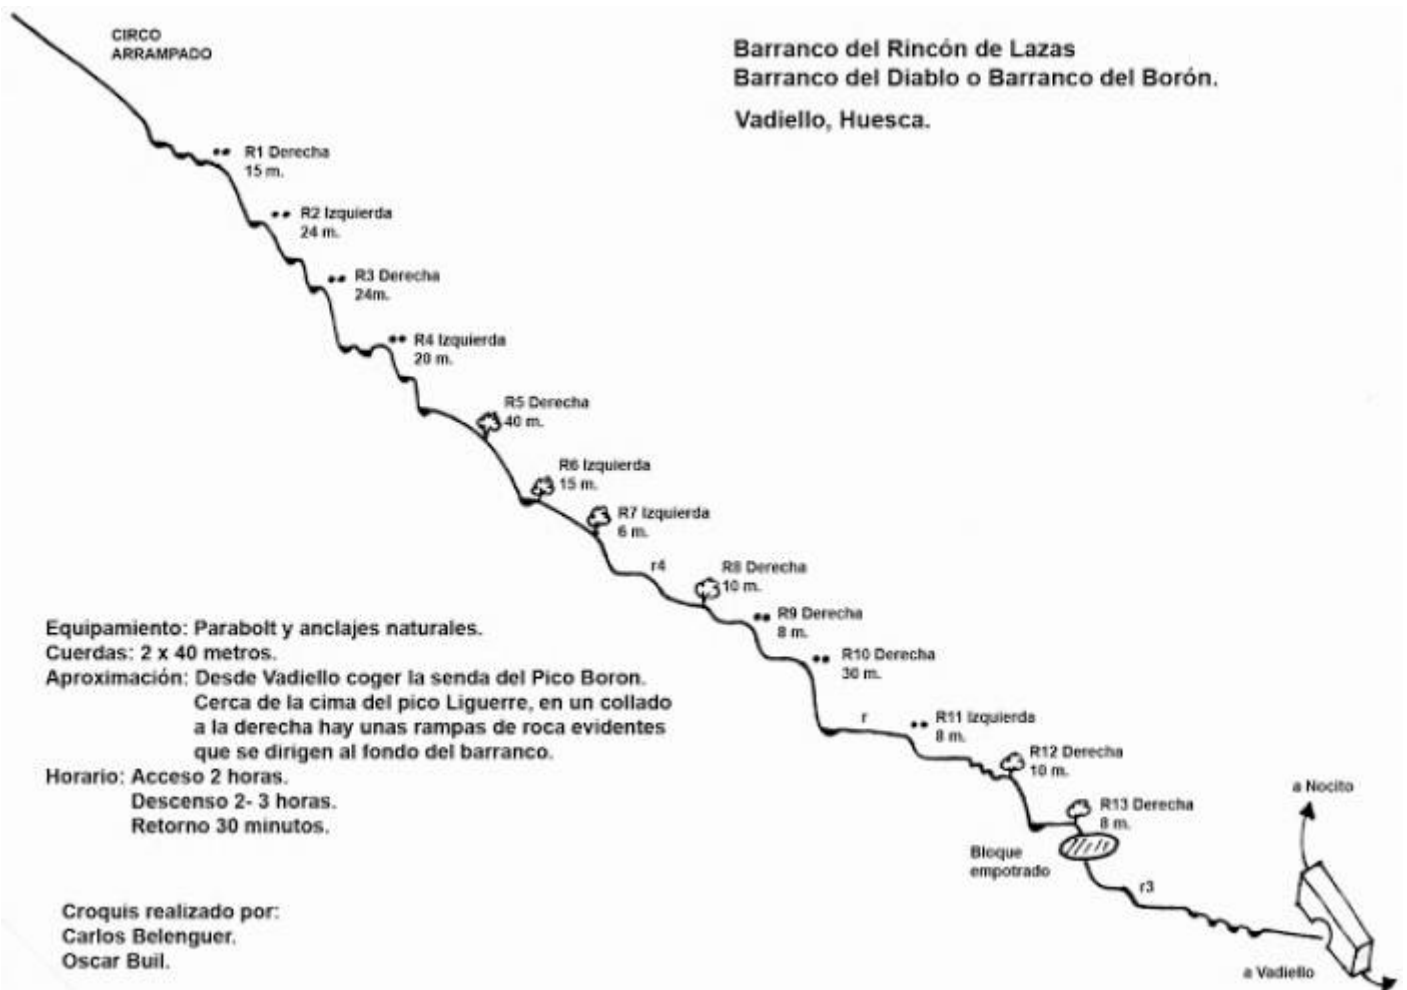 CIRCO
ARRAMPADO
Barranco del Rincón de Lazas
Barranco del Diablo o Barranco del Borón.
Vadiello, Huesca.
R1 Derecha
15 m.
R2 Izquierda
24 m.
R3 Derecha
24m.
R4 Izquierda
20 m.
R5 Derecha
40 m.
R6 Izquierda
15 m.
R7 Izquierda
6 m.
r4
R8 Derecha
10 m.
R9 Derecha
8 m.
R10 Derecha
30 m.
r
R11 Izquierda
8 m.
R12 Derecha
10 m.
R13 Derecha
8 m.
Bloque
empotrado
r3
a Nocito
a Vadiello
Equipamiento: Parabolt y anclajes naturales.
Cuerdas: 2 x 40 metros.
Aproximación: Desde Vadiello coger la senda del Pico Boron.
Cerca de la cima del pico Liguerre, en un collado
a la derecha hay unas rampas de roca evidentes
que se dirigen al fondo del barranco.
Horario: Acceso 2 horas.
Descenso 2- 3 horas.
Retorno 30 minutos.
Croquis realizado por:
Carlos Belenguer.
Oscar Buil.